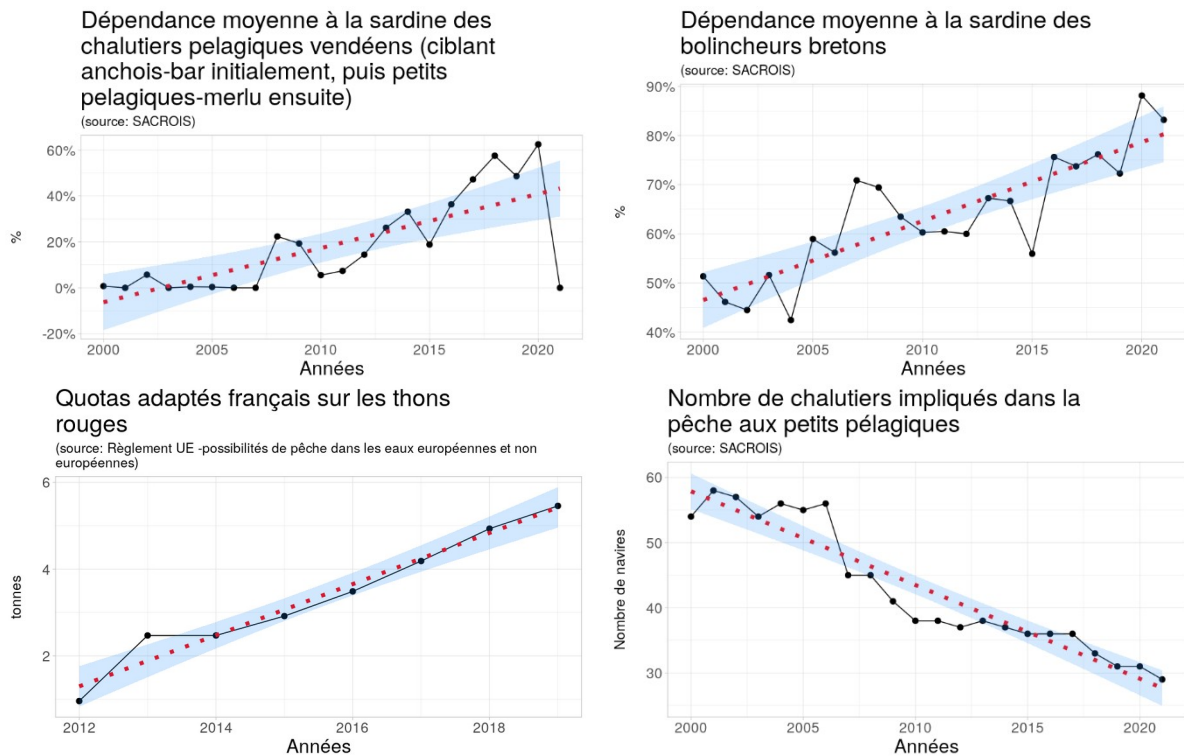 Dépendance moyenne à la sardine des
chalutiers pelagiques vendéens (ciblant
anchois-bar initialement, puis petits
pelagiques-merlu ensuite)
(source: SACROIS)
60%
40%
20%
0%
-20%
%
2000
2005
2010
2015
2020
Années
Dépendance moyenne à la sardine des
bolincheurs bretons
(source: SACROIS)
90%
80%
70%
60%
50%
40%
%
2000
2005
2010
2015
2020
Années
Quotas adaptés français sur les thons
rouges
(source: Règlement UE -possibilités de pêche dans les eaux européennes et non
européennes)
6
4
2
tonnes
2012
2014
2016
2018
Années
Nombre de chalutiers impliqués dans la
pêche aux petits pélagiques
(source: SACROIS)
60
50
40
30
Nombre de navires
2000
2005
2010
2015
2020
Années